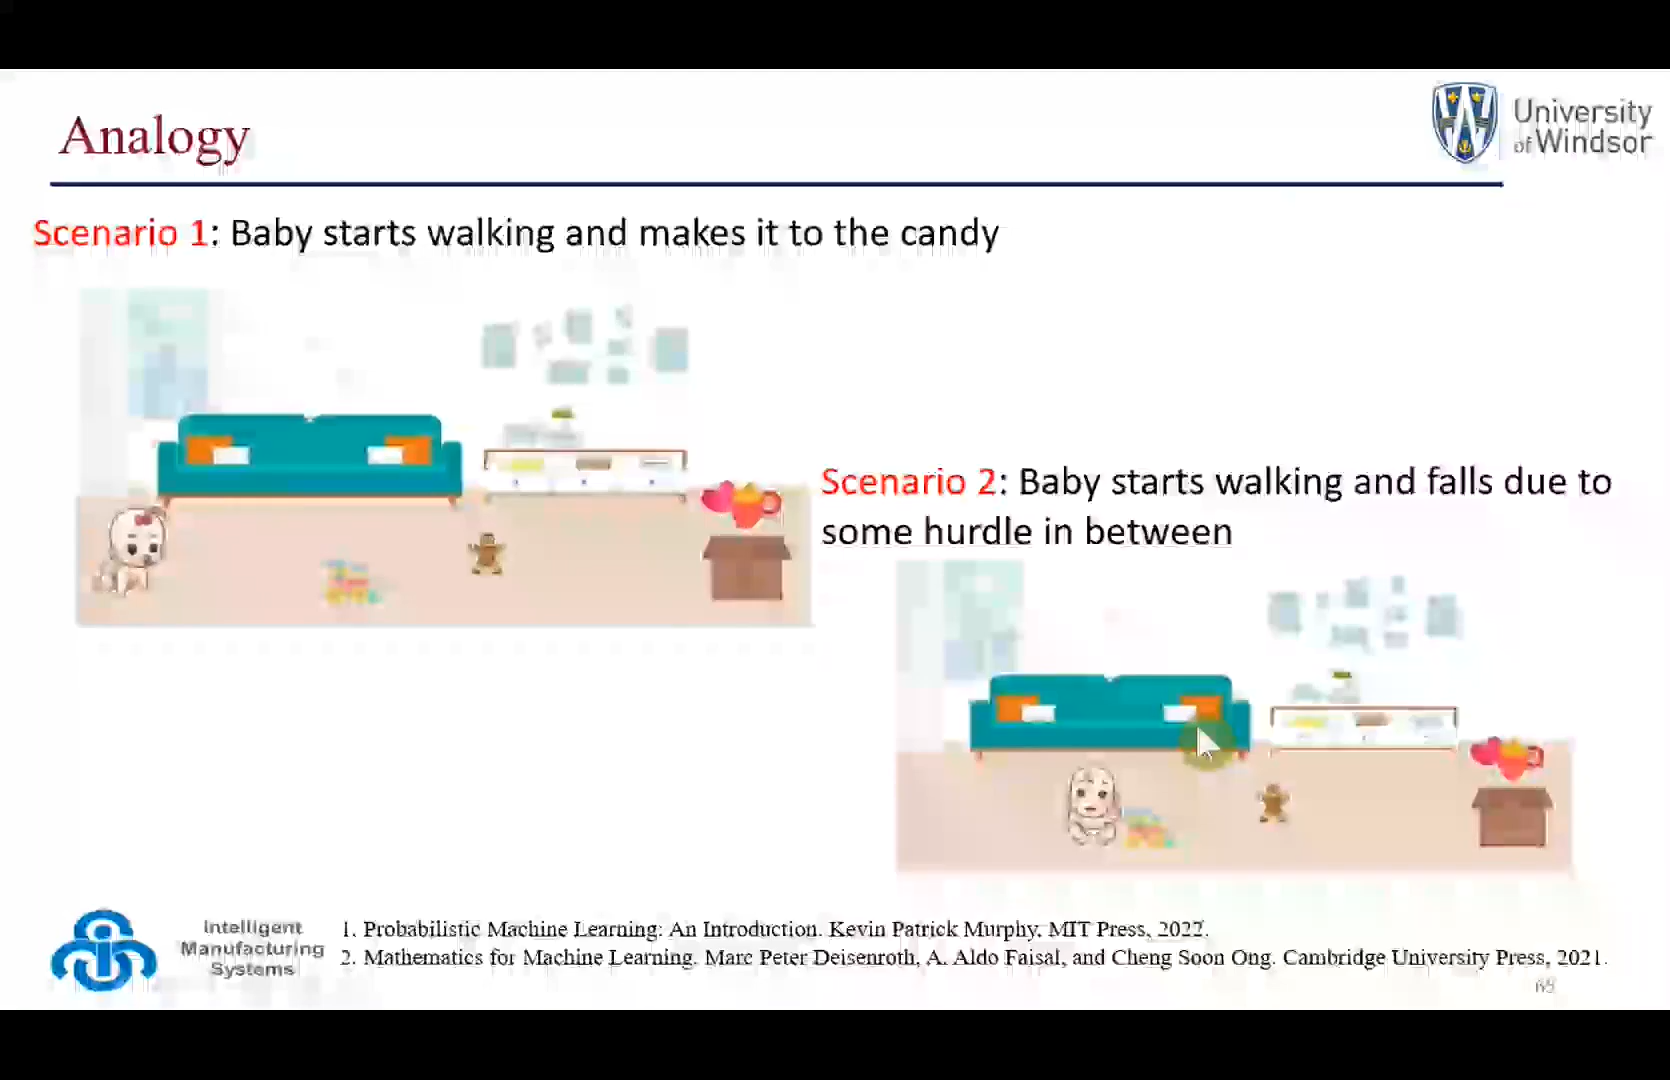 Analogy
University
of Windsor
Scenario 1: Baby starts walking and makes it to the candy
Scenario 2: Baby starts walking and falls due to
some hurdle in between
Intelligent
Manufacturing
Systems
1. Probabilistic Machine Learning: An Introduction. Kevin Patrick Murphy, MIT Press, 2022.
2. Mathematics for Machine Learning. Marc Peter Deisenroth, A. Aldo Faisal, and Cheng Soon Ong. Cambridge University Press, 2021.